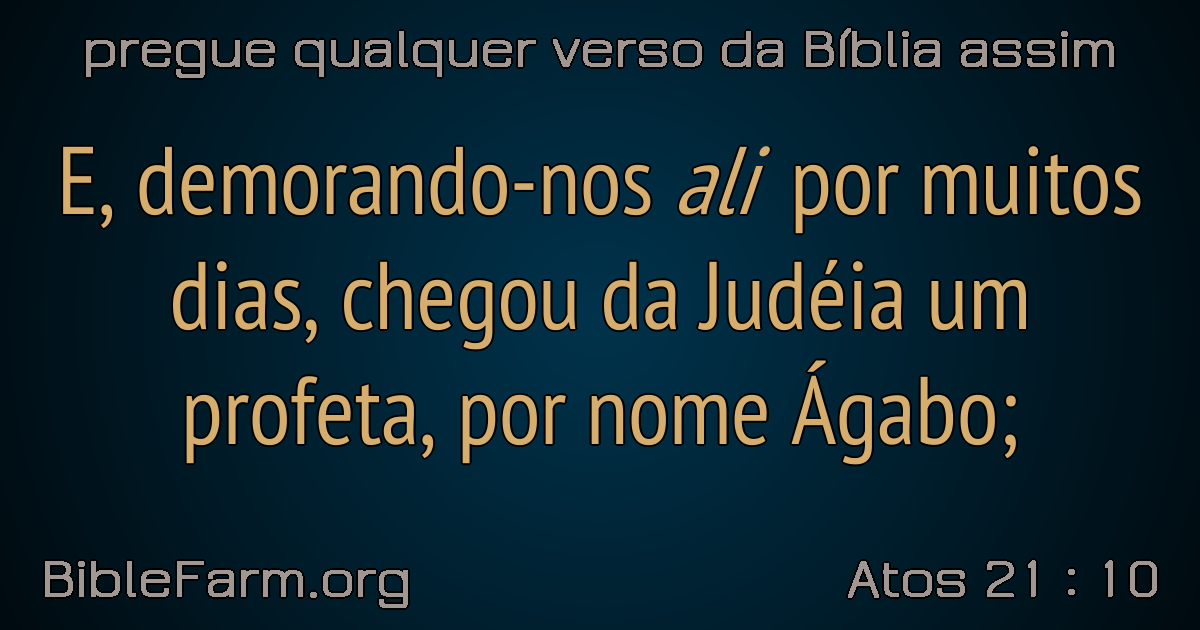 pregue qualquer verso da Bíblia assim
E, demorando-nos ali por muitos
dias, chegou da Judéia um
profeta, por nome Ágabo;
BibleFarm.org
Atos 21 : 10